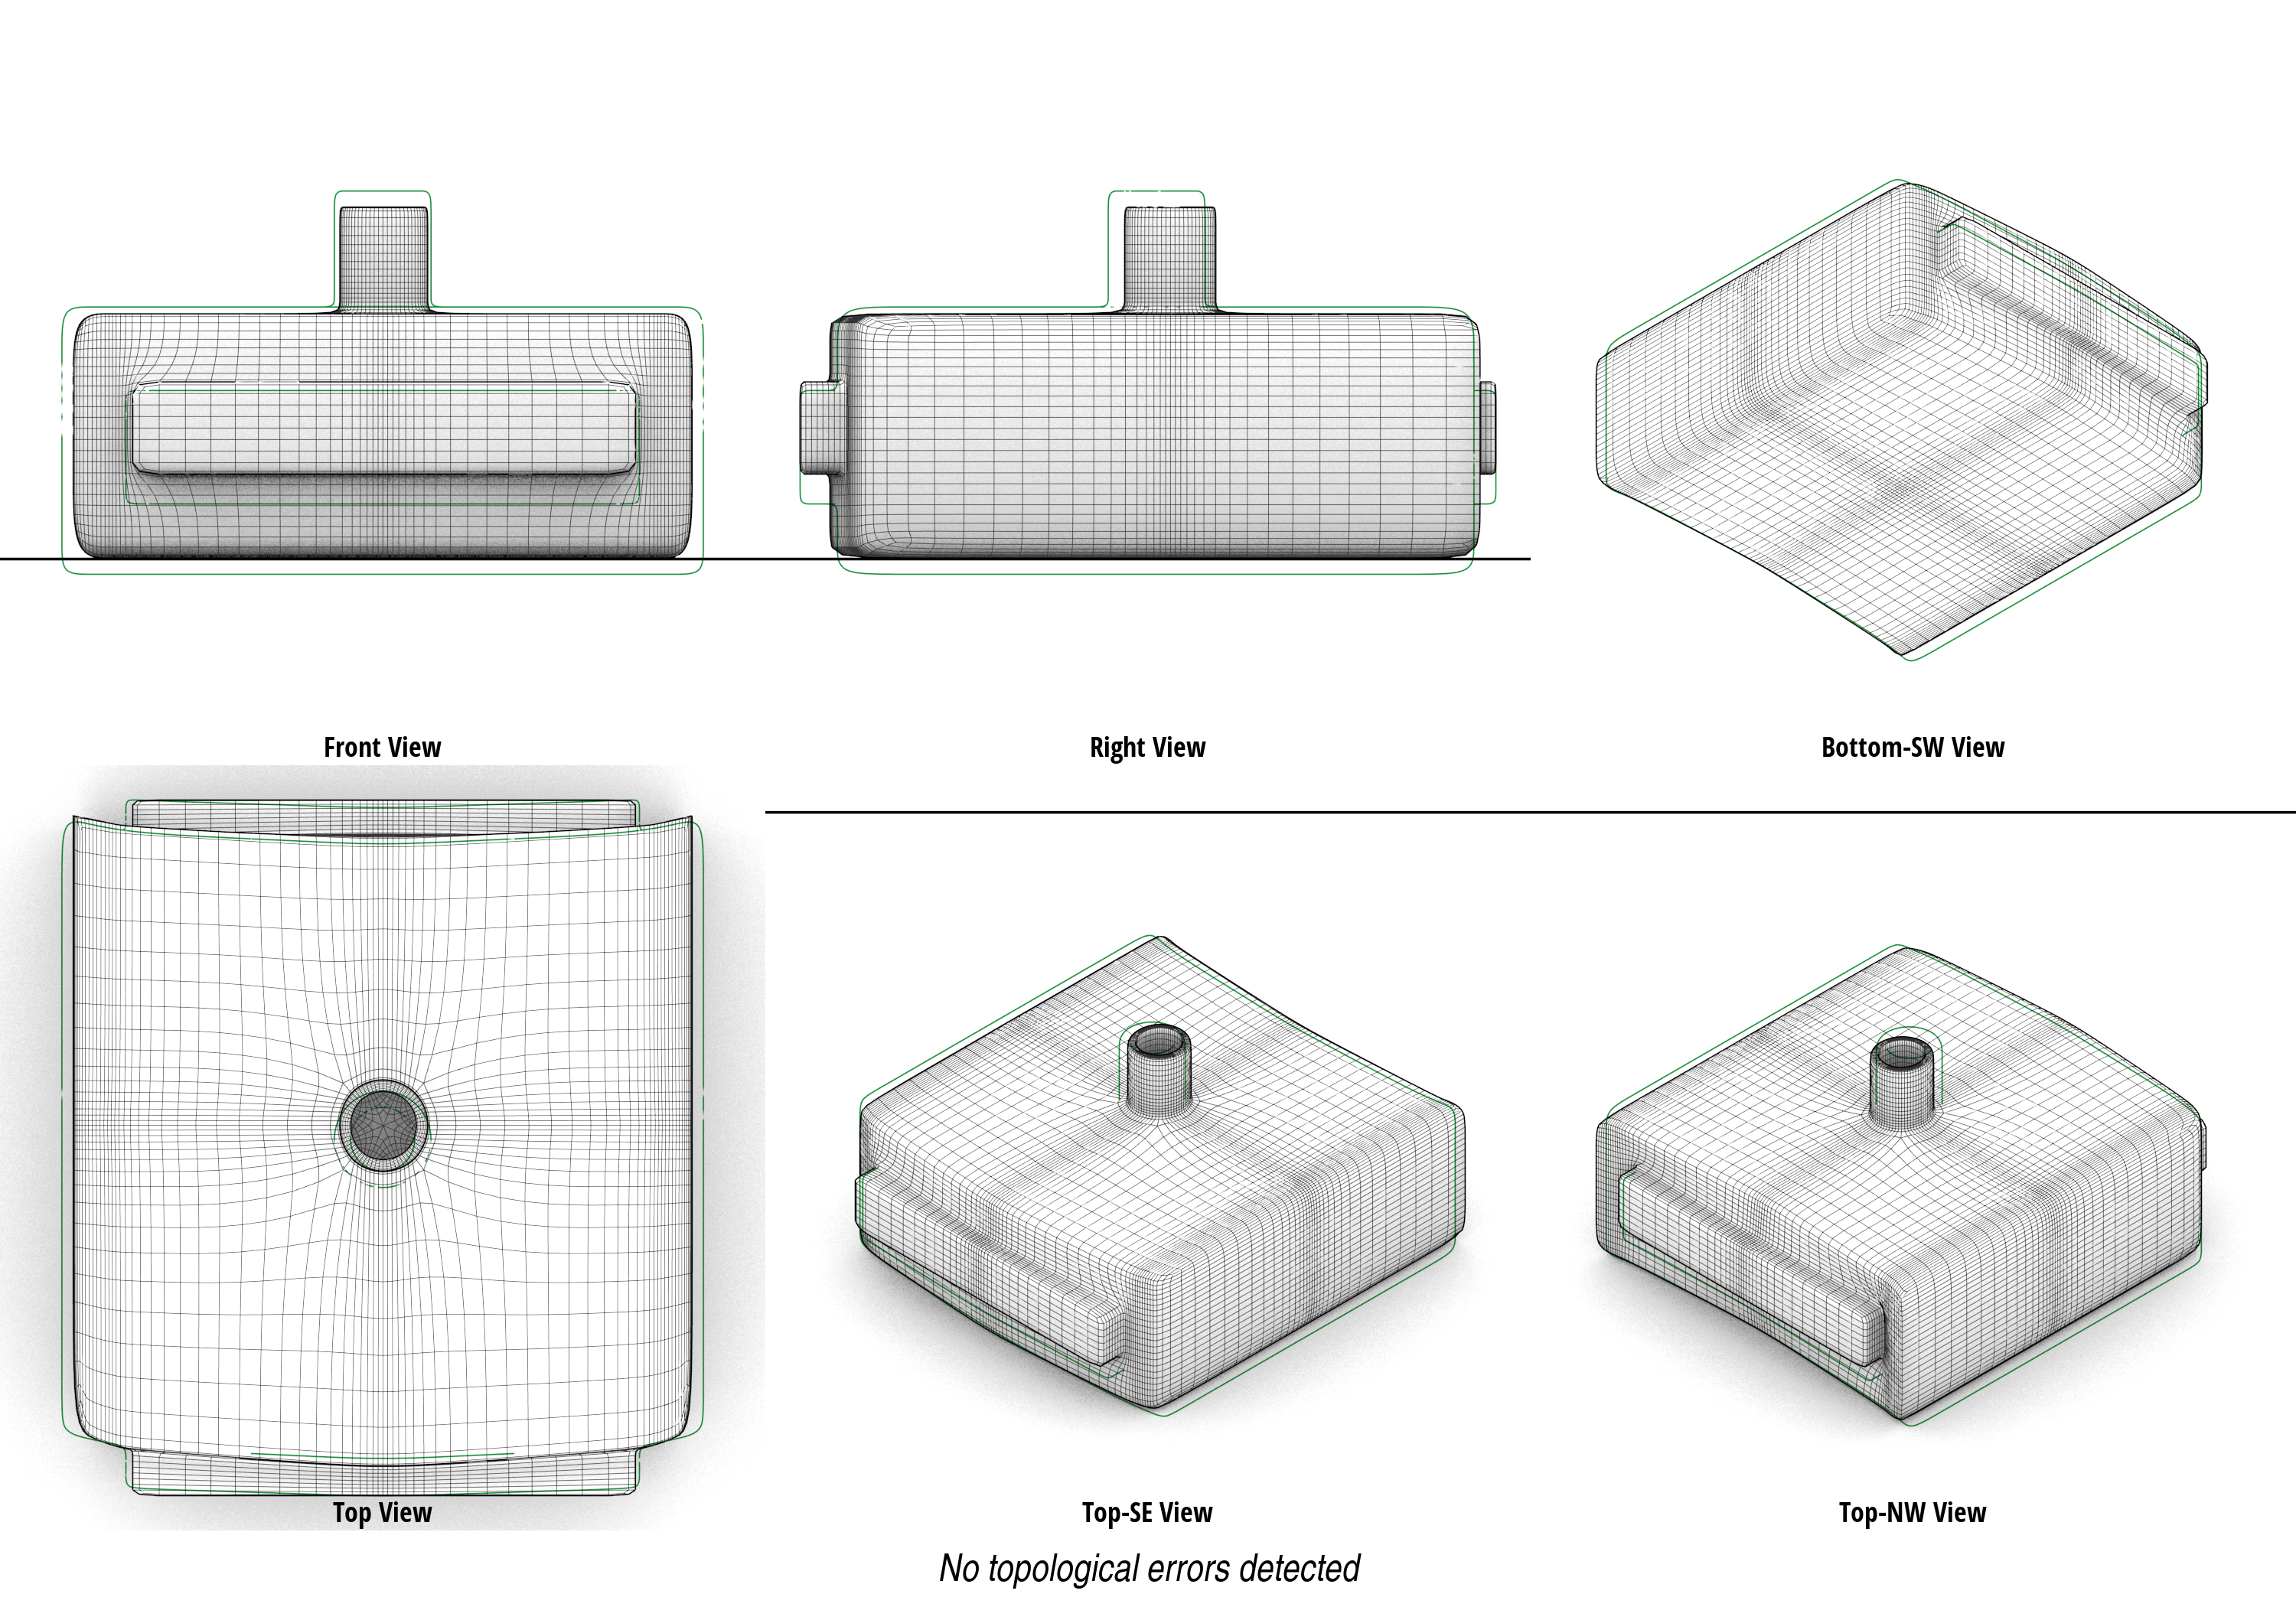 Front View
Right View
Bottom-SW View
Top View
Top-SE View
Top-NW View
No topological errors detected